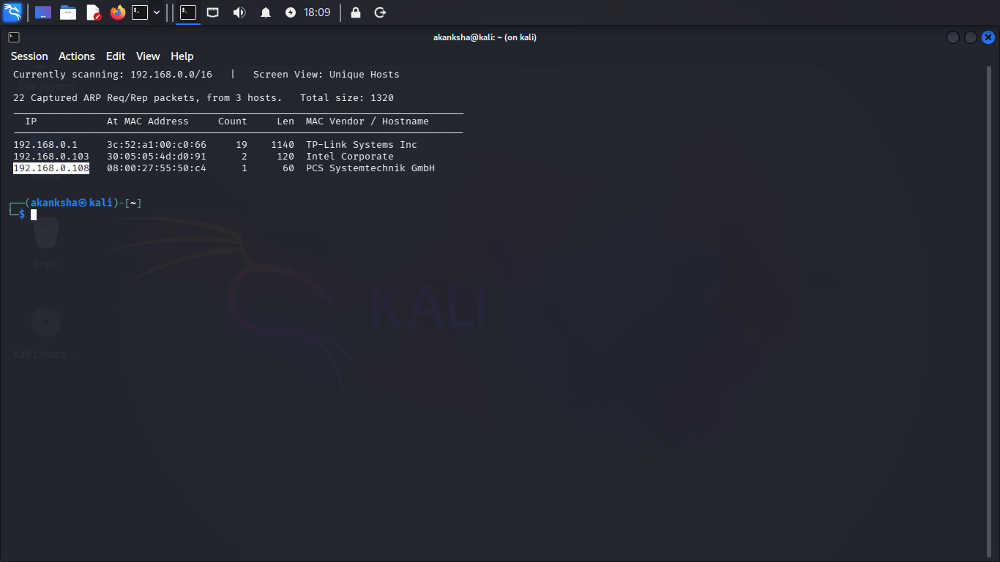 18:09
akanksha@kali: ~ (on kali)
Session Actions Edit View Help
Currently scanning: 192.168.0.0/16 | Screen View: Unique Hosts
File System
22 Captured ARP Req/Rep packets, from 3 hosts. Total size: 1320
IP At MAC Address Count Len MAC Vendor / Hostname
192.168.0.1 3c:52:a1:00:c0:66 19 1140 TP-Link Systems Inc
192.168.0.103 30:05:05:4d:d0:91 2 120 Intel Corporate
192.168.0.108 08:00:27:55:50:c4 1 60 PCS Systemtechnik GmbH
Home
┌──(akanksha㉿kali)-[~]
└─$
Trash
KALI
Kali Linux a...